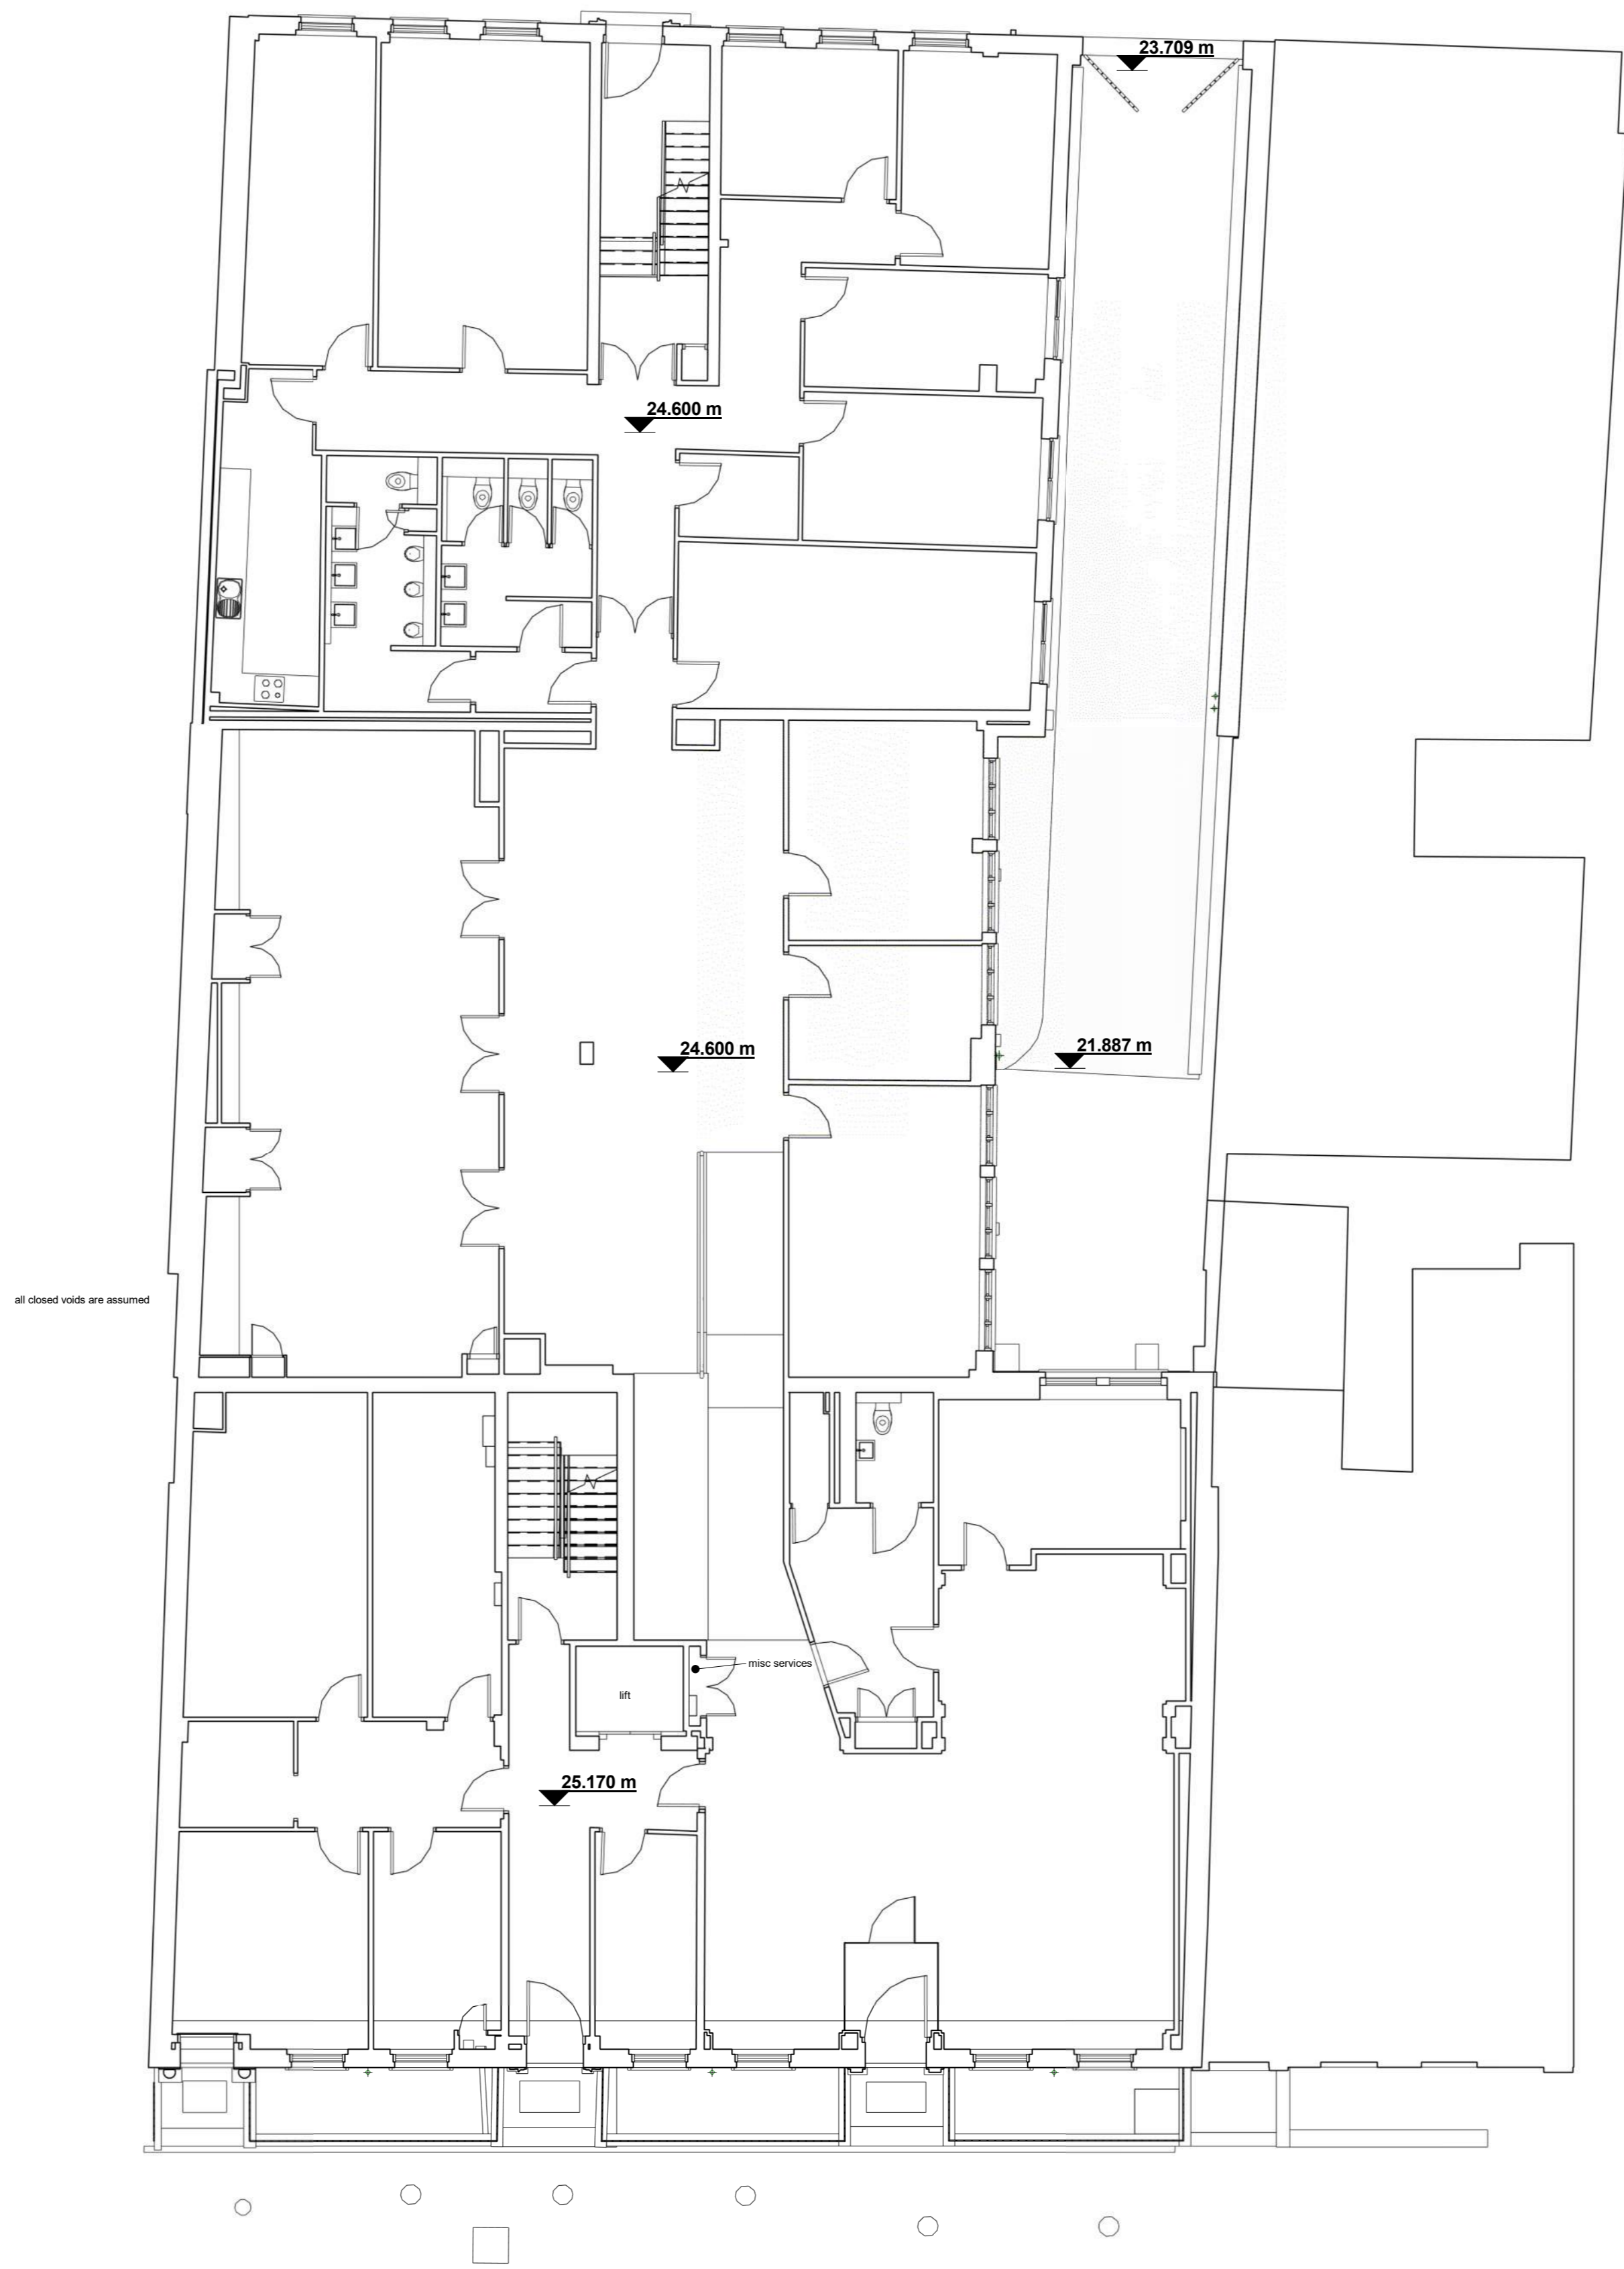 23.709 m
24.600 m
24.600 m
21.887 m
all closed voids are assumed
misc services
lift
25.170 m